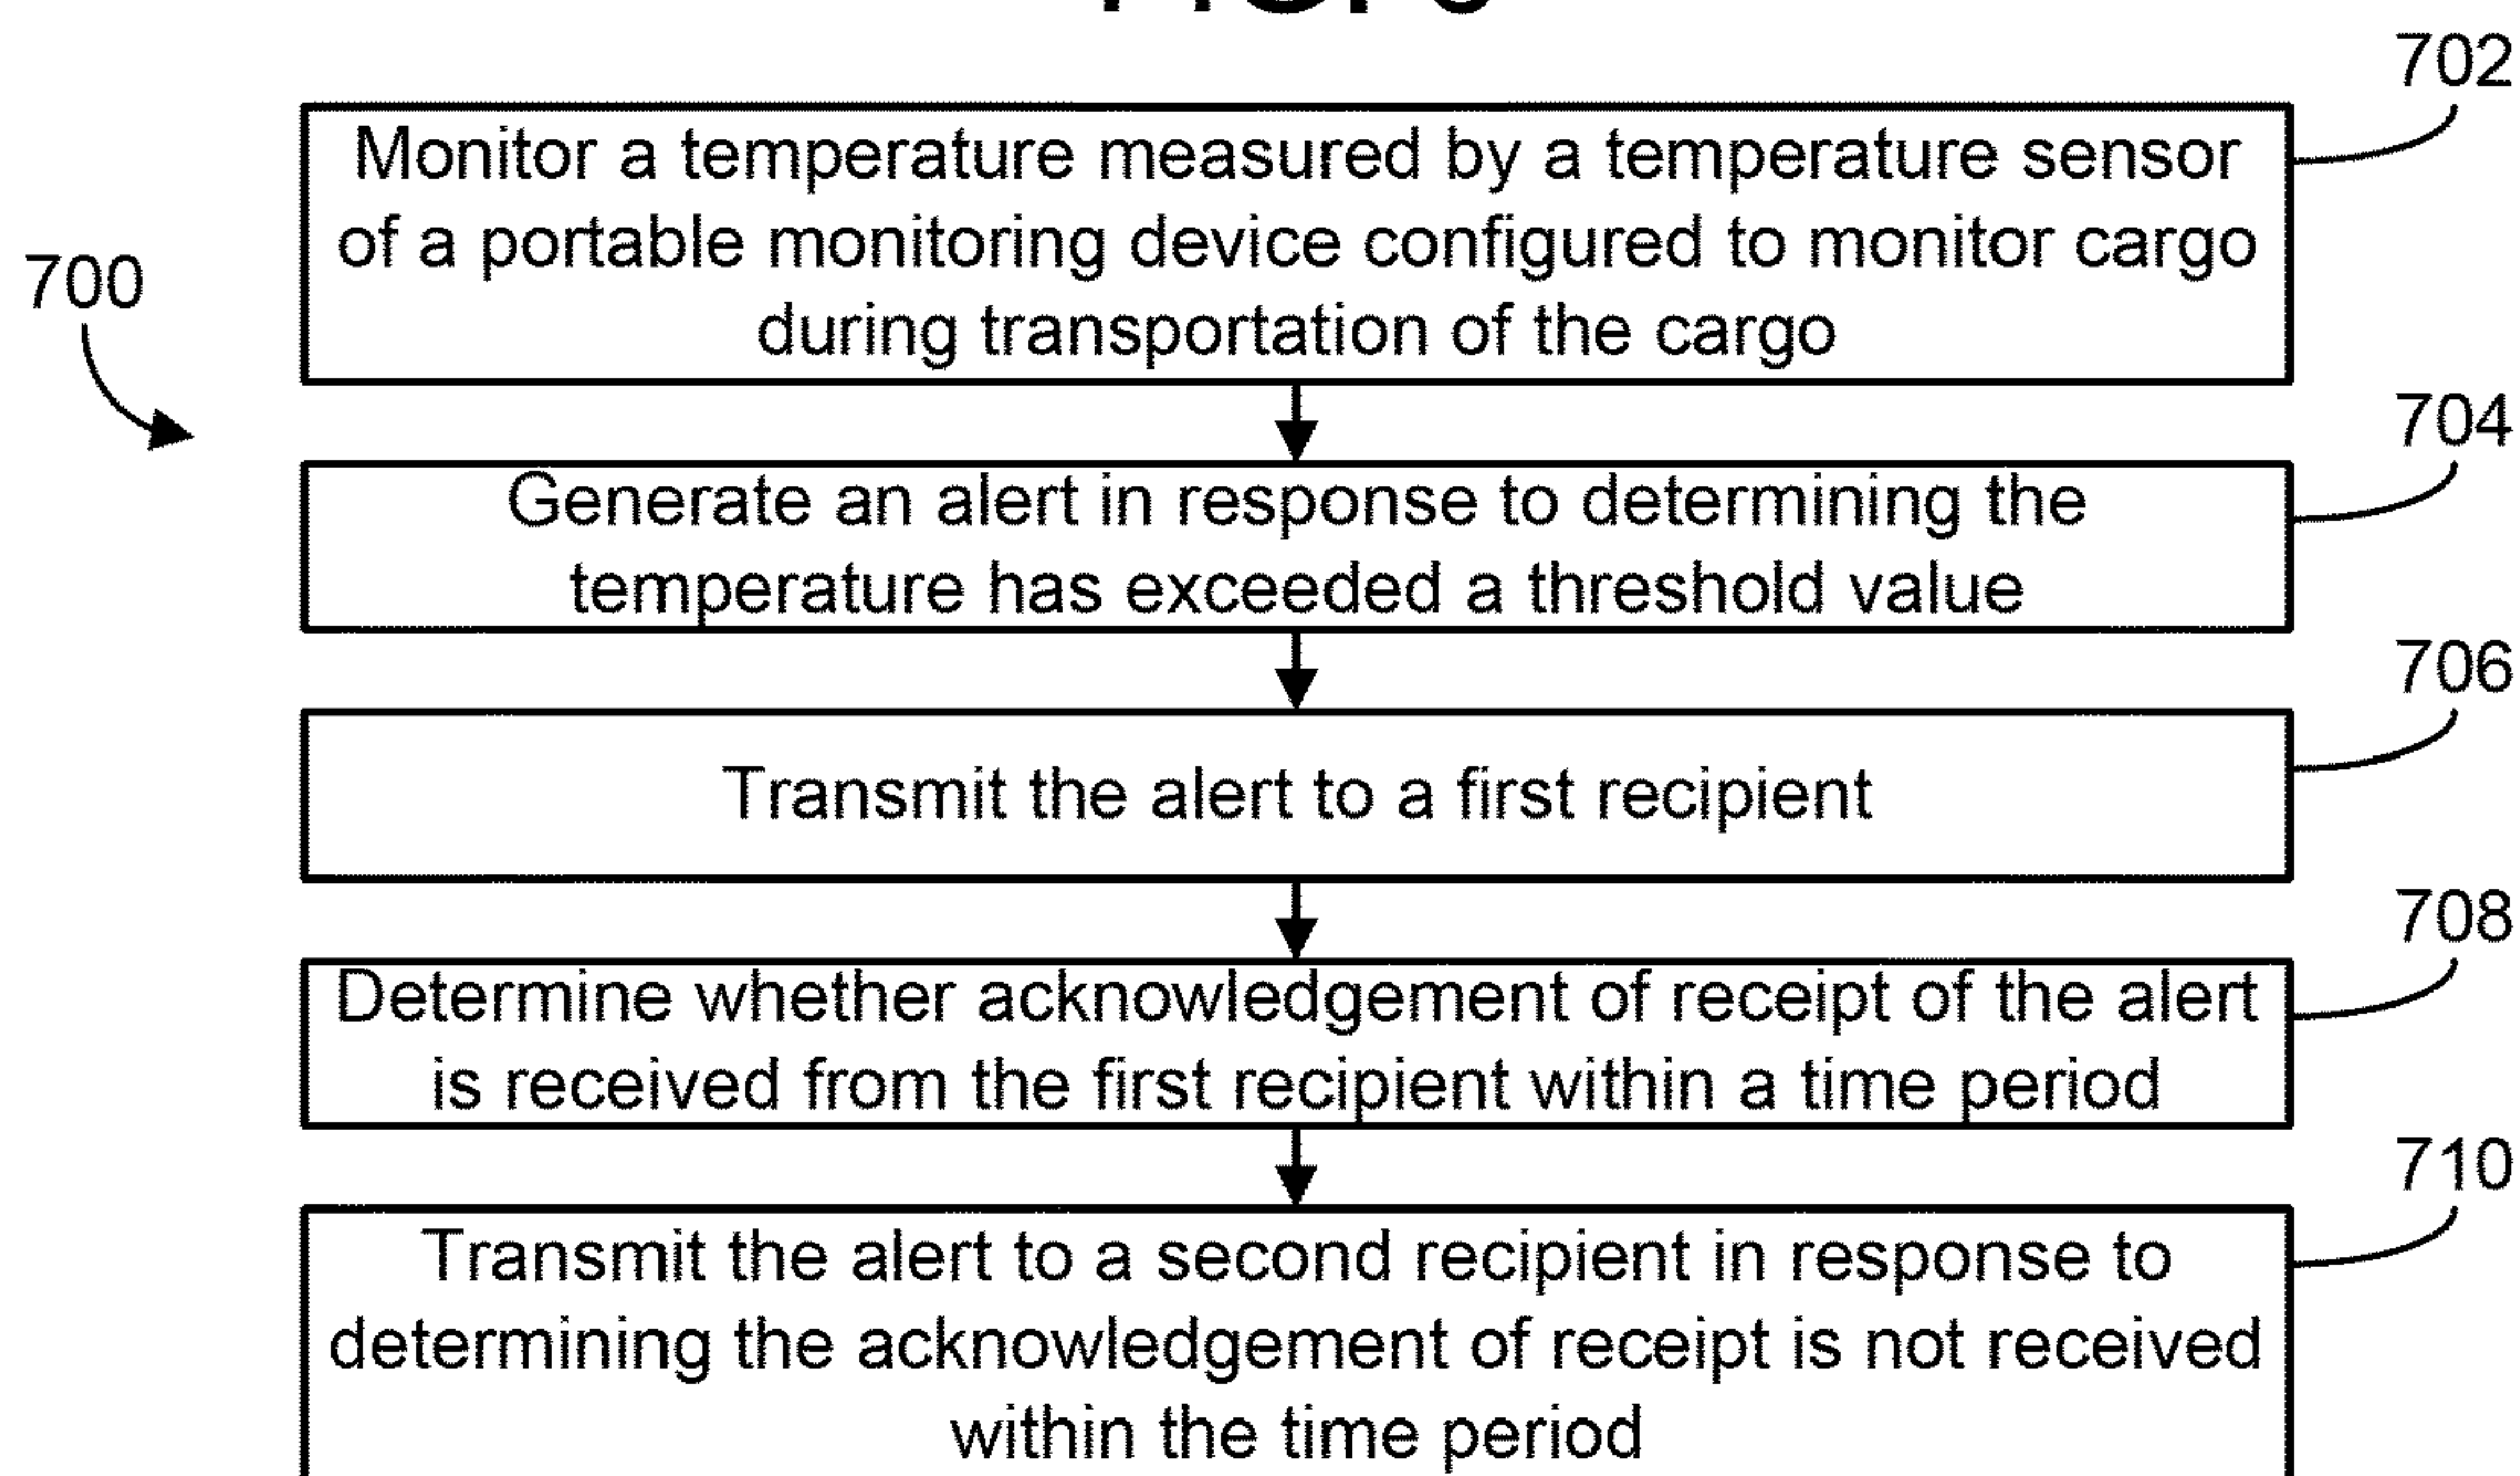 702
Monitor a temperature measured by a temperature sensor
of a portable monitoring device configured to monitor cargo
during transportation of the cargo
700
704
Generate an alert in response to determining the
temperature has exceeded a threshold value
706
Transmit the alert to a first recipient
708
Determine whether acknowledgement of receipt of the alert
is received from the first recipient within a time period
710
Transmit the alert to a second recipient in response to
determining the acknowledgement of receipt is not received
within the time period